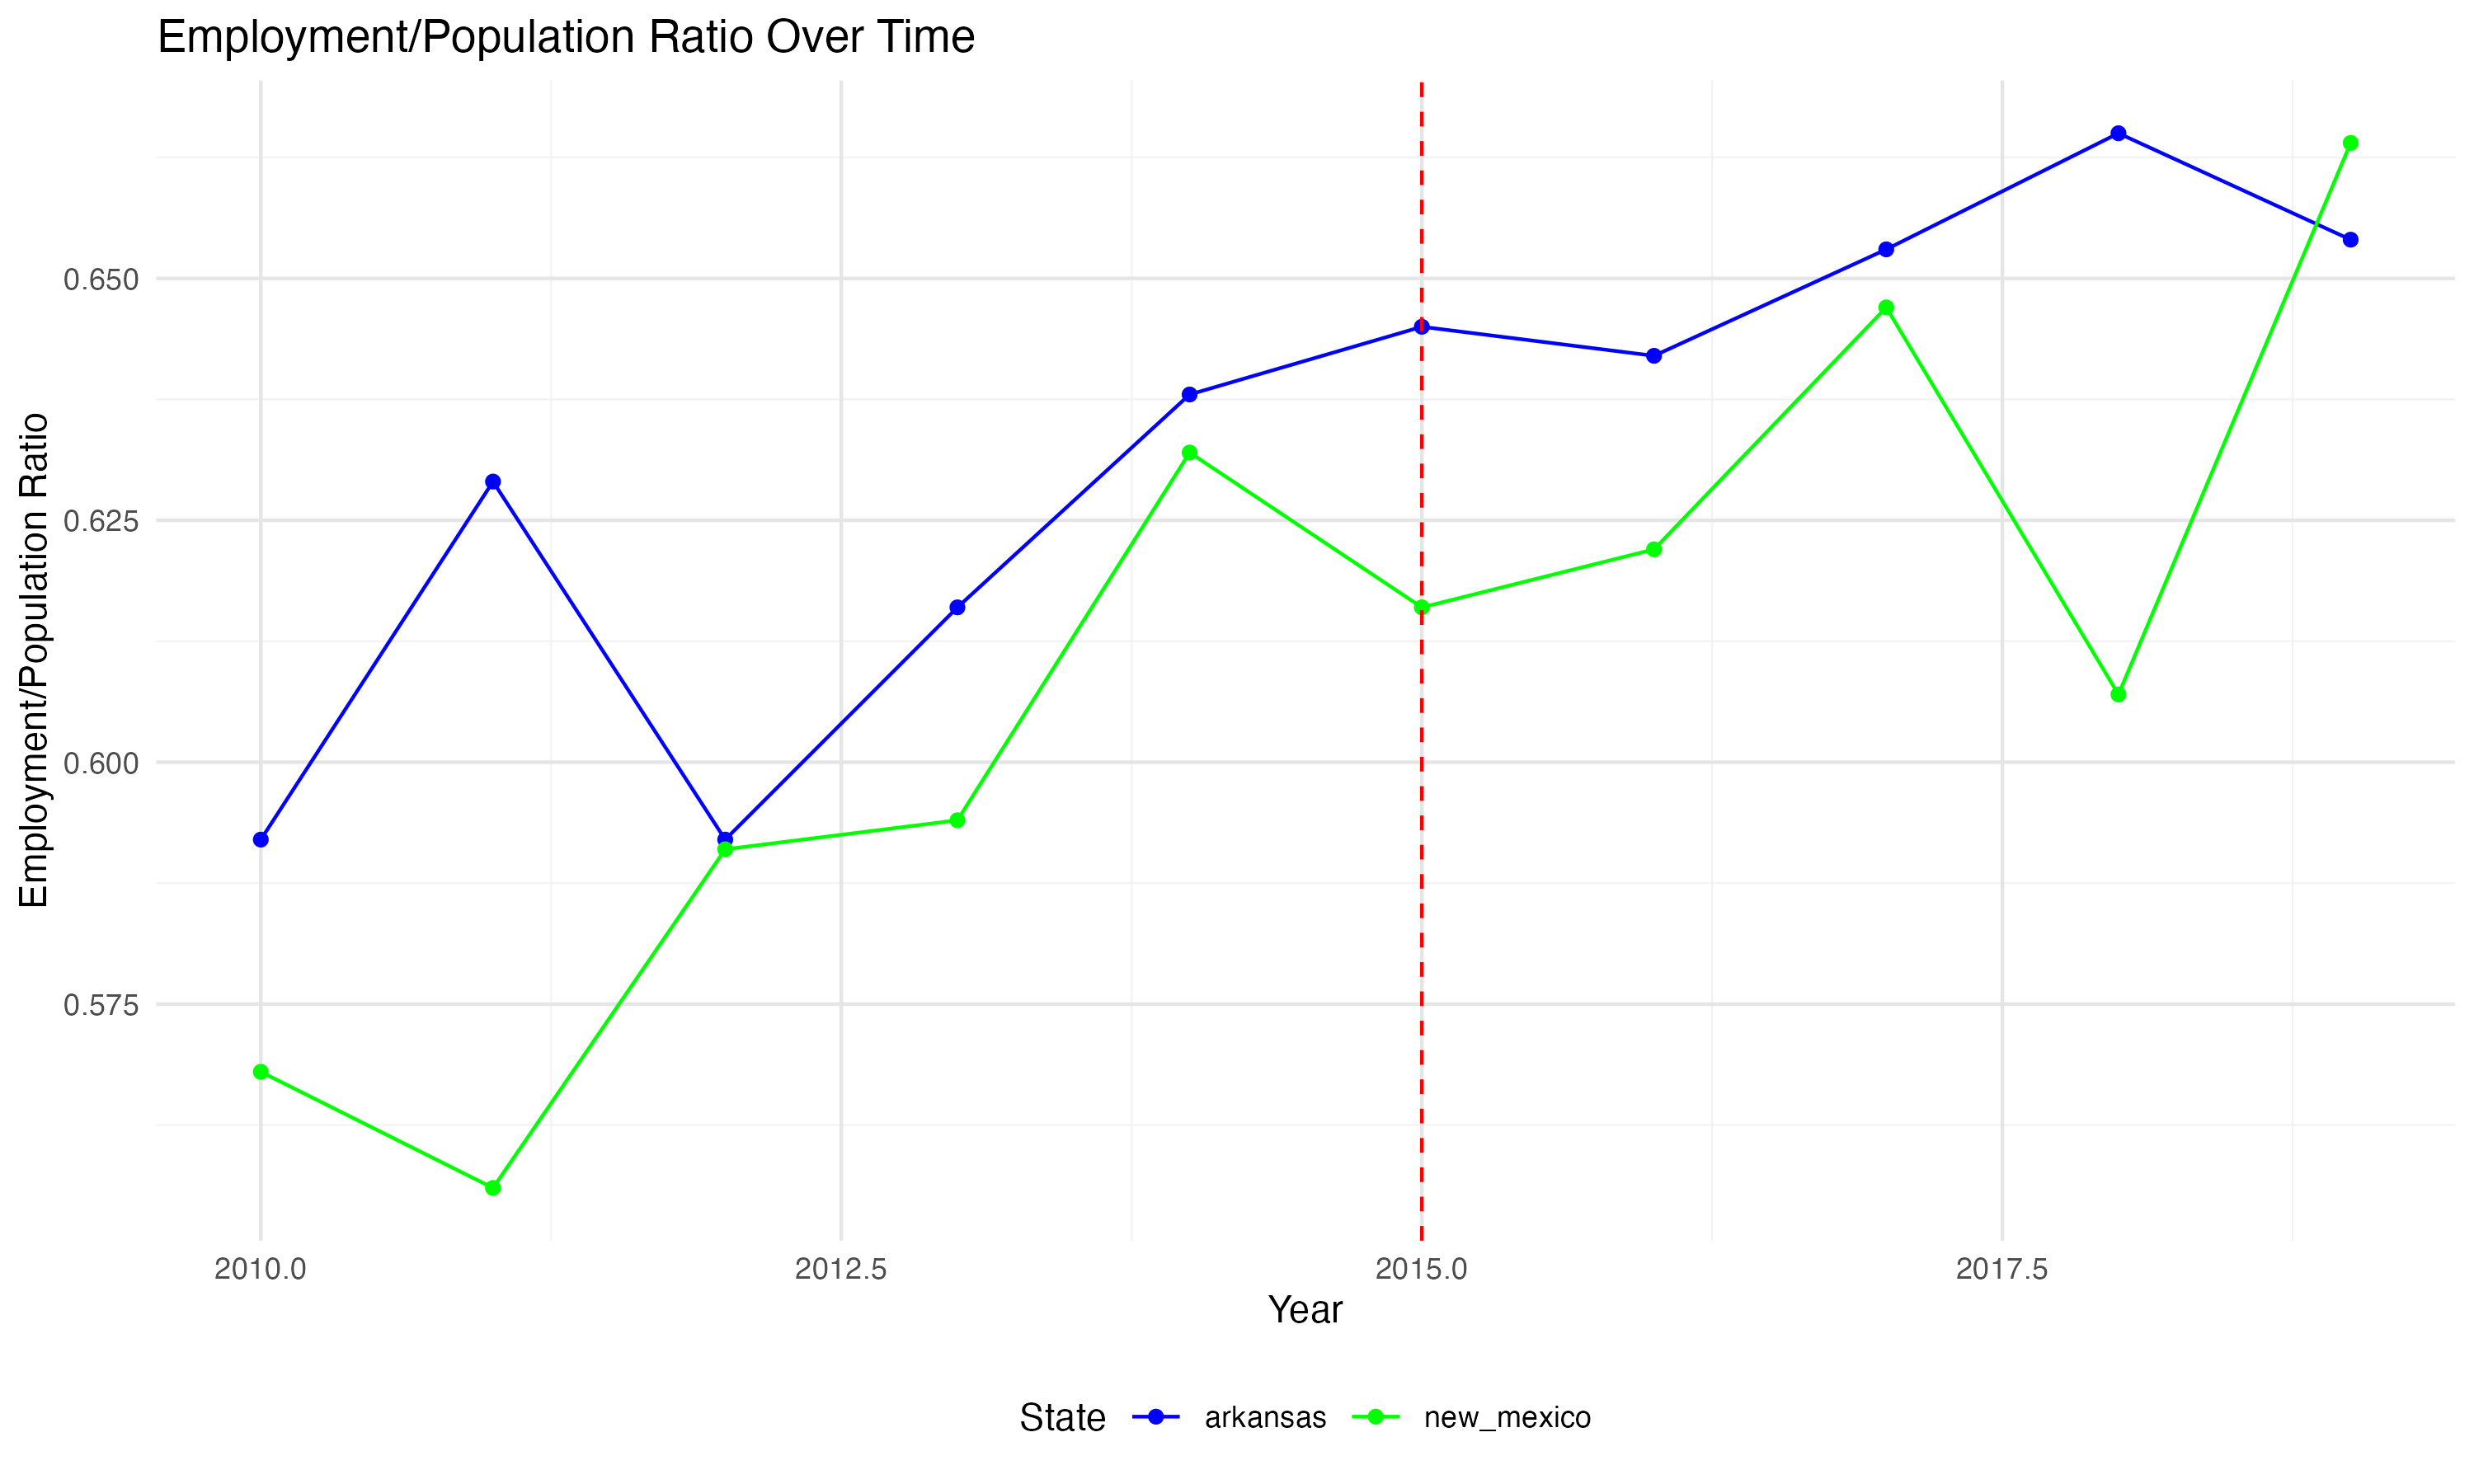 Employment/Population Ratio Over Time
Employment/Population Ratio
0.650
0.625
0.600
0.575
2010.0 2012.5 2015.0 2017.5
Year
State arkansas new_mexico